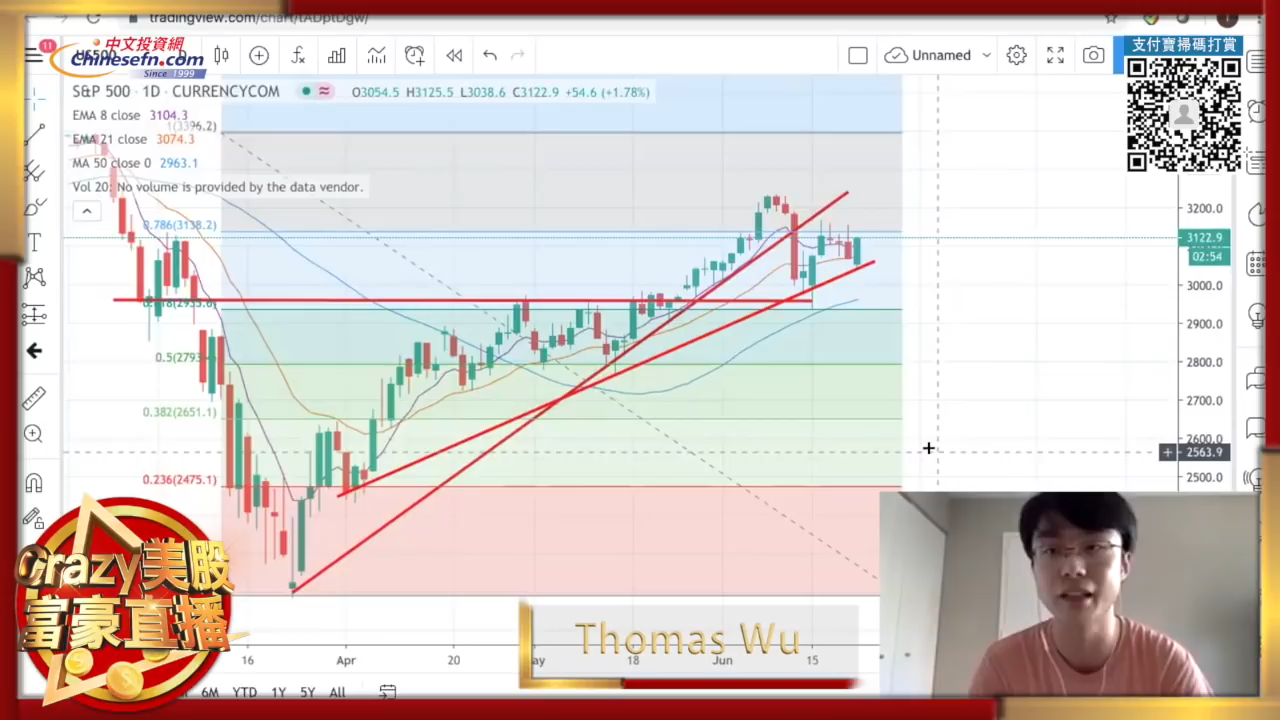 tradingview.com/chart/tADptDgw/
中文投資網
Chinesefn.com
Since 1999
11
Unnamed
支付寶掃碼打賞
S&P 500 · 1D · CURRENCYCOM
O3054.5 H3125.5 L3038.6 C3122.9 +54.6 (+1.78%)
EMA 8 close 3104.3
1(3396.2)
EMA 21 close 3074.3
MA 50 close 0 2963.1
Vol 20: No volume is provided by the data vendor.
0.786(3138.2)
0.5(2793.4)
0.382(2651.1)
0.236(2475.1)
3200.0
3122.9
02:54
3000.0
2900.0
2800.0
2700.0
2600.0
2563.9
2500.0
Crazy美股
富豪直播
Thomas Wu
16 Apr 20 18 Jun 15
6M YTD 1Y 5Y All